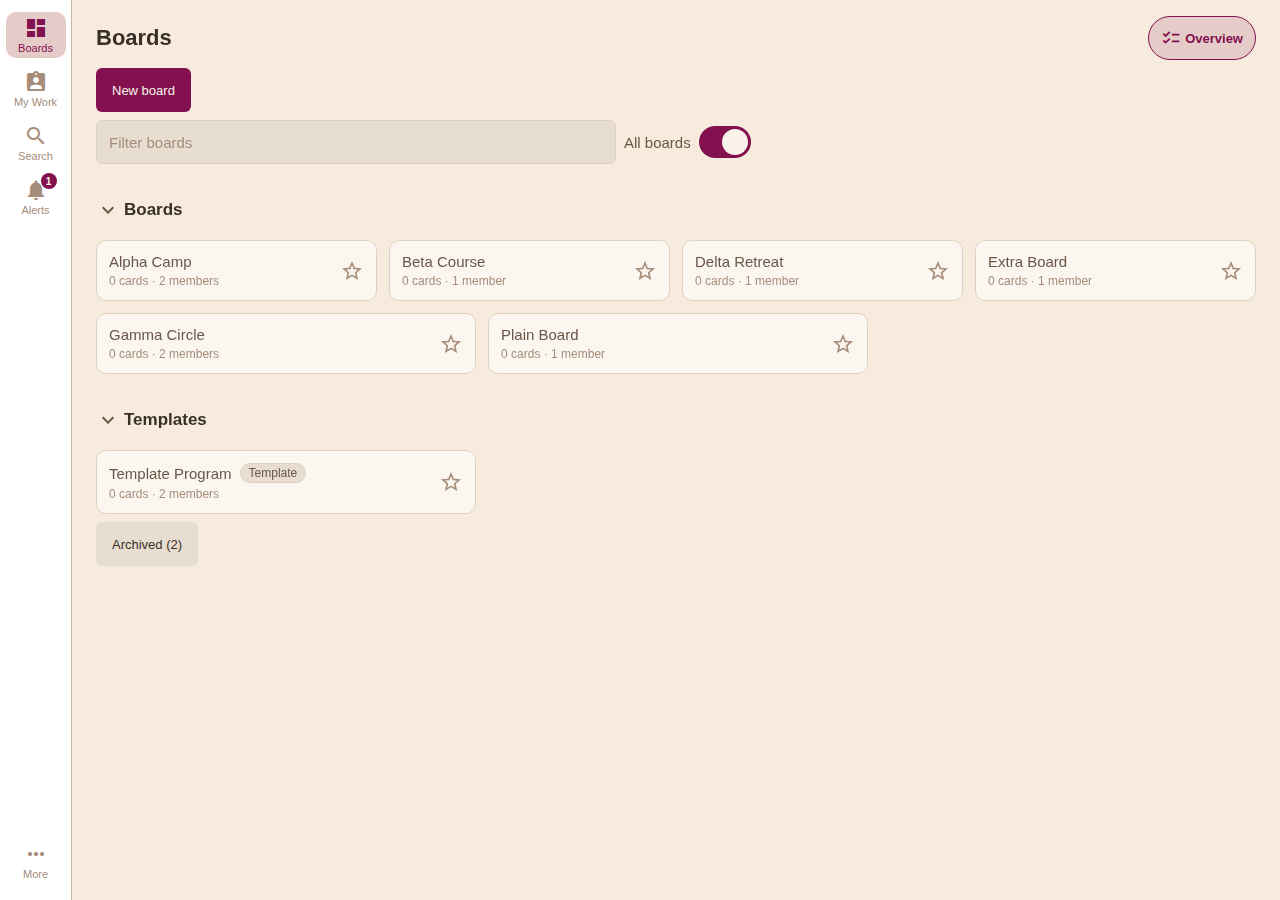 Boards
My Work
Search
1
Alerts
More
Boards
Overview
New board
Filter boards
All boards
Boards
Alpha Camp
0 cards · 2 members
Beta Course
0 cards · 1 member
Delta Retreat
0 cards · 1 member
Extra Board
0 cards · 1 member
Gamma Circle
0 cards · 2 members
Plain Board
0 cards · 1 member
Templates
Template Program Template
0 cards · 2 members
Archived (2)